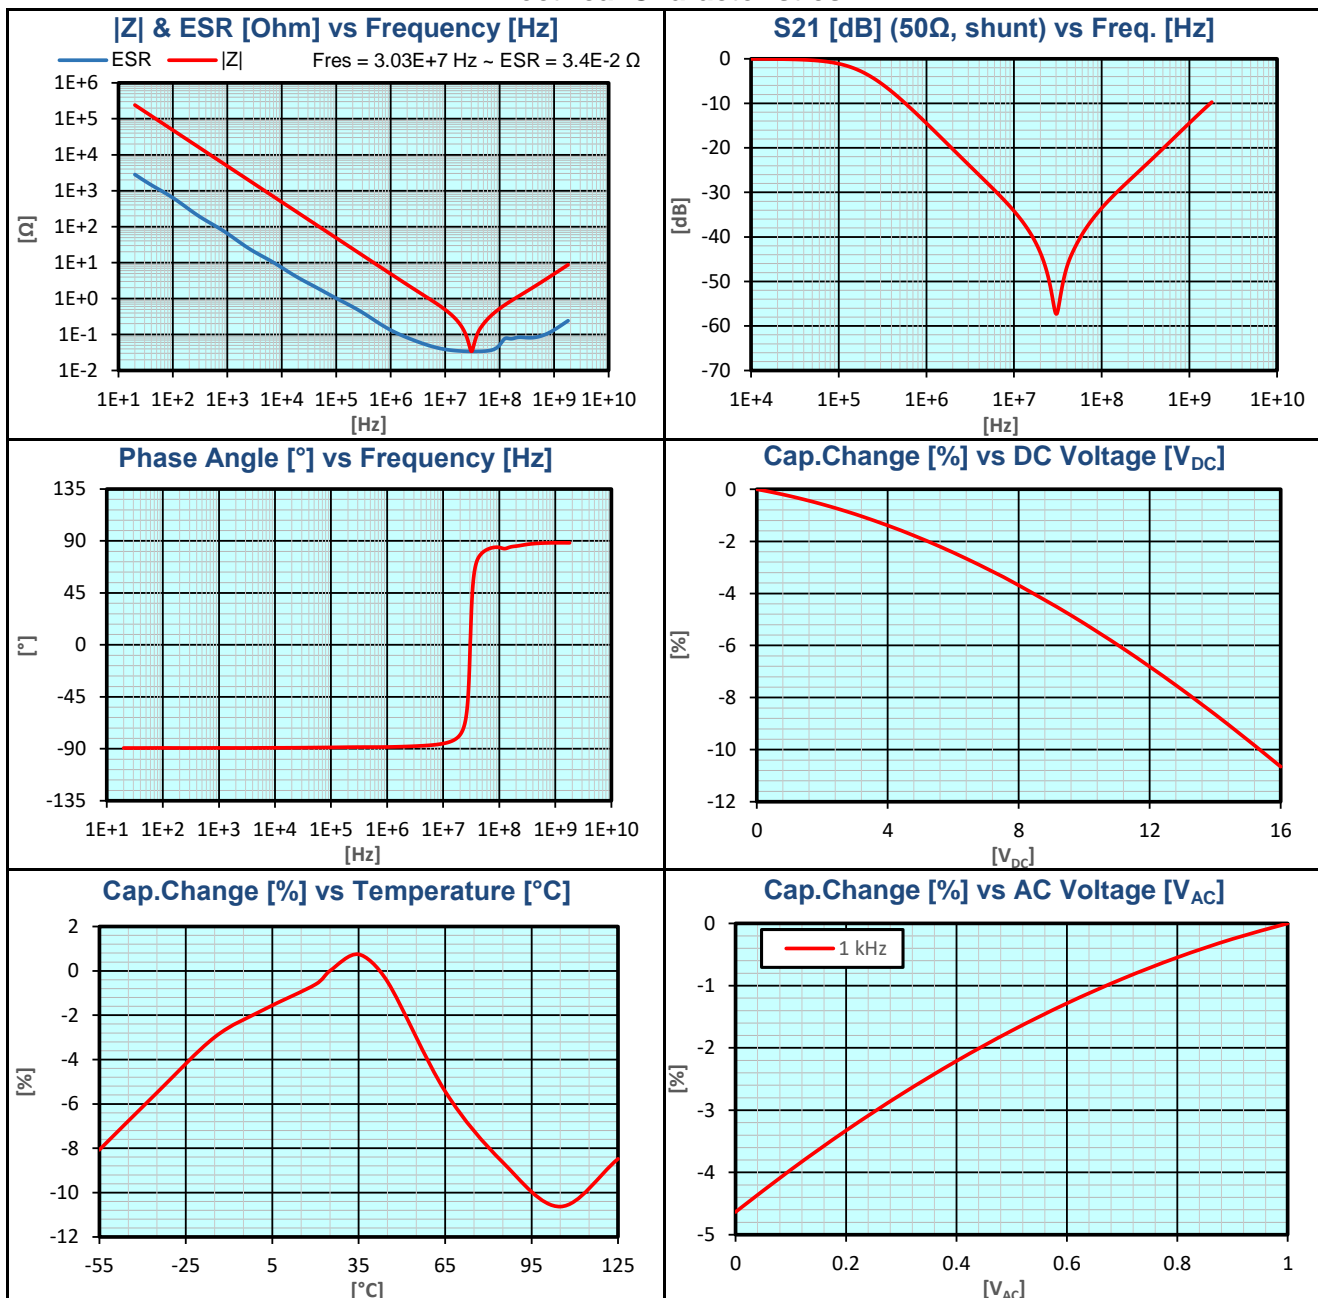 |Z| & ESR [Ohm] vs Frequency [Hz]
ESR |Z| Fres = 3.03E+7 Hz ~ ESR = 3.4E-2 Ω
1E+6
1E+5
1E+4
1E+3
1E+2
1E+1
1E+0
1E-1
1E-2
[Ω]
1E+1 1E+2 1E+3 1E+4 1E+5 1E+6 1E+7 1E+8 1E+9 1E+10
[Hz]
S21 [dB] (50Ω, shunt) vs Freq. [Hz]
0
-10
-20
-30
-40
-50
-60
-70
[dB]
1E+4 1E+5 1E+6 1E+7 1E+8 1E+9 1E+10
[Hz]
Phase Angle [°] vs Frequency [Hz]
135
90
45
0
-45
-90
-135
[°]
1E+1 1E+2 1E+3 1E+4 1E+5 1E+6 1E+7 1E+8 1E+9 1E+10
[Hz]
Cap.Change [%] vs DC Voltage [VDC]
0
-2
-4
-6
-8
-10
-12
[%]
0 4 8 12 16
[VDC]
Cap.Change [%] vs Temperature [°C]
2
0
-2
-4
-6
-8
-10
-12
[%]
-55 -25 5 35 65 95 125
[°C]
Cap.Change [%] vs AC Voltage [VAC]
1 kHz
0
-1
-2
-3
-4
-5
[%]
0 0.2 0.4 0.6 0.8 1
[VAC]